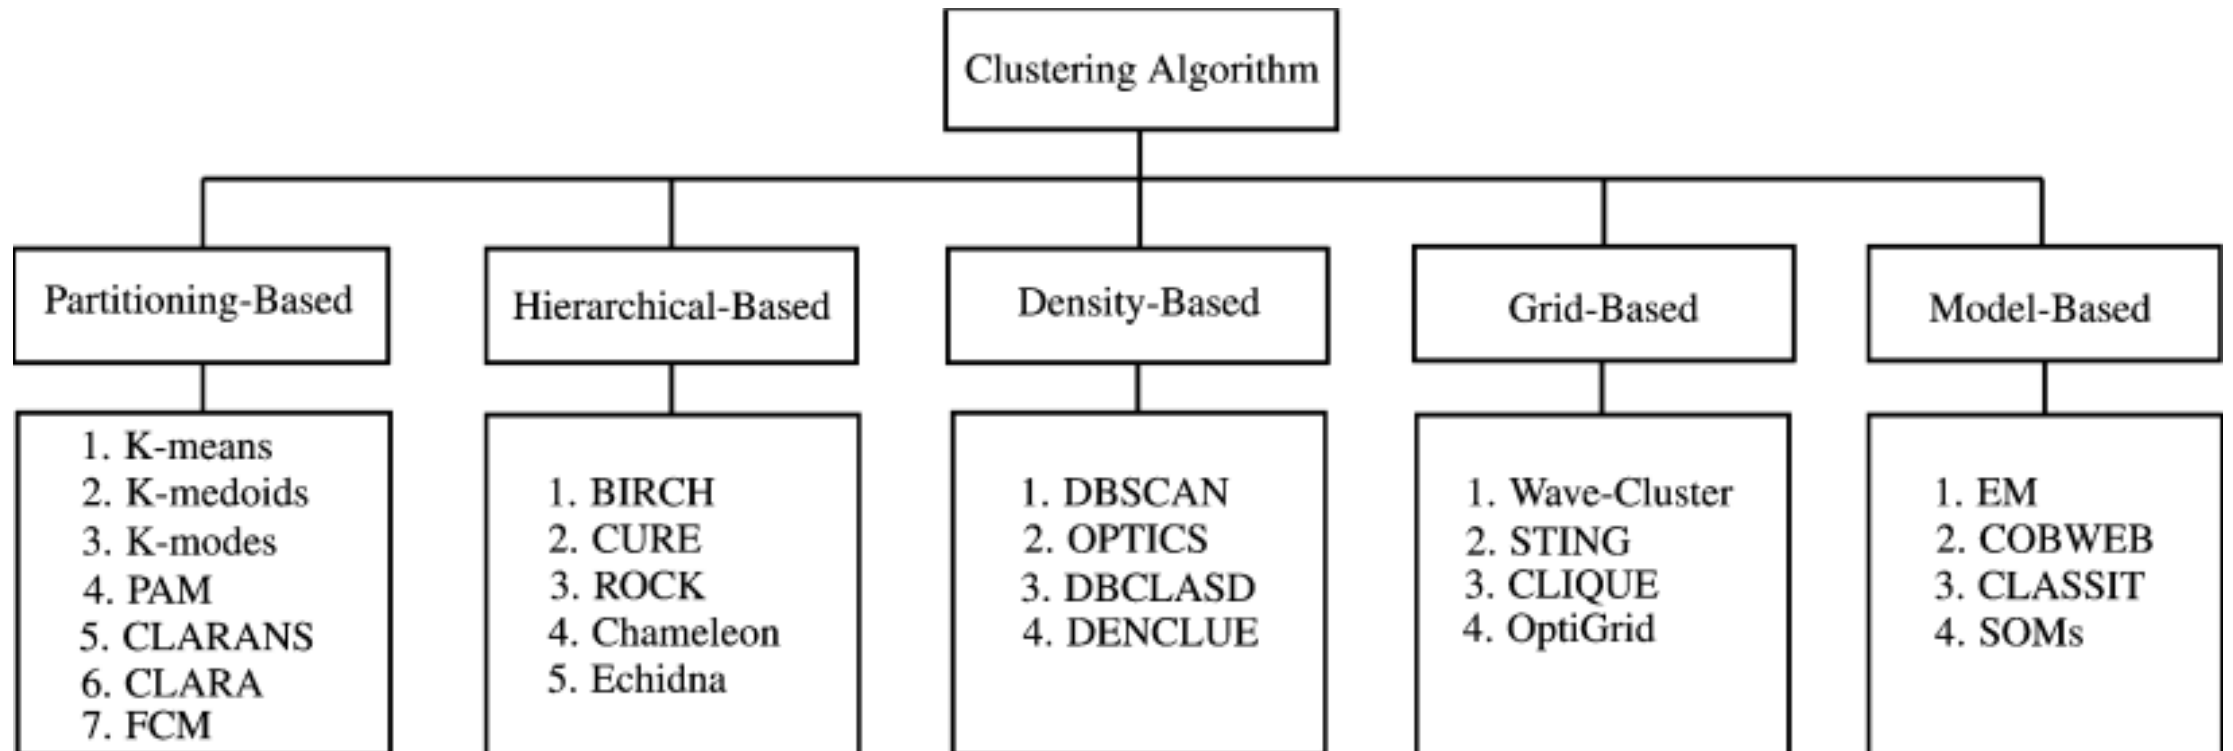 Clustering Algorithm
Partitioning-Based
Hierarchical-Based
Density-Based
Grid-Based
Model-Based
1. K-means
2. K-medoids
3. K-modes
4. PAM
5. CLARANS
6. CLARA
7. FCM
1. BIRCH
2. CURE
3. ROCK
4. Chameleon
5. Echidna
1. DBSCAN
2. OPTICS
3. DBCLASD
4. DENCLUE
1. Wave-Cluster
2. STING
3. CLIQUE
4. OptiGrid
1. EM
2. COBWEB
3. CLASSIT
4. SOMs